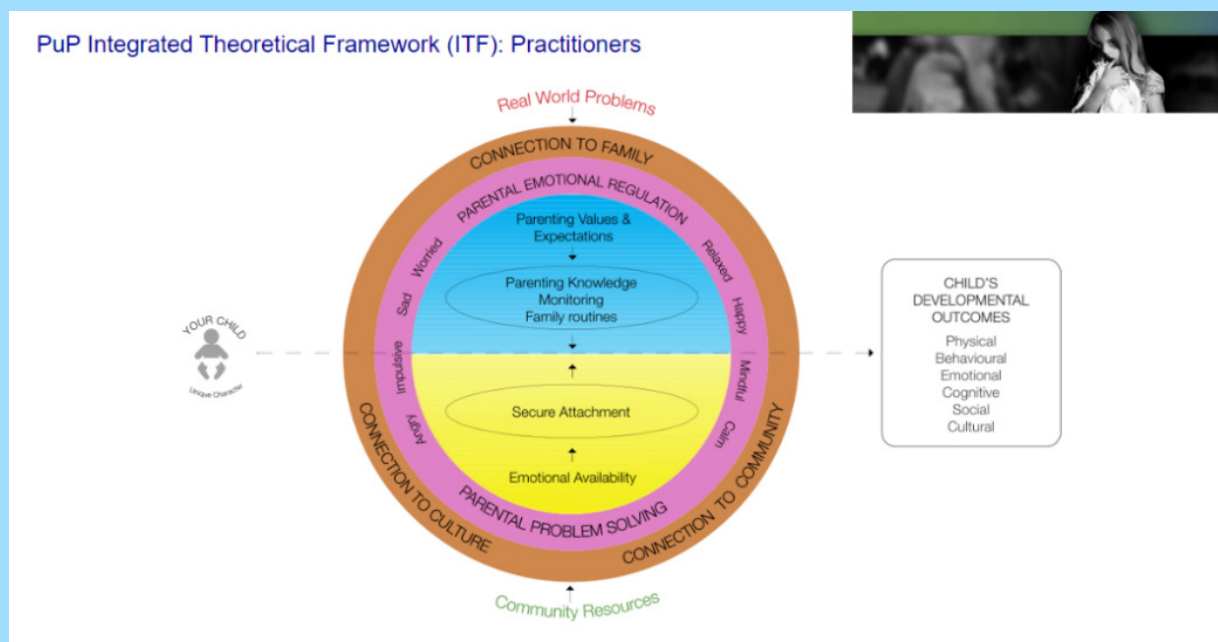 PuP Integrated Theoretical Framework (ITF): Practitioners
Real World Problems
CONNECTION TO FAMILY
PARENTAL EMOTIONAL REGULATION
Parenting Values &
Expectations
Parenting Knowledge
Monitoring
Family routines
Worried
Sad
Impulsive
Angry
Relaxed
Happy
Mindful
Calm
YOUR CHILD
Unique Character
Secure Attachment
Emotional Availability
PARENTAL PROBLEM SOLVING
CONNECTION TO CULTURE
CONNECTION TO COMMUNITY
Community Resources
CHILD'S
DEVELOPMENTAL
OUTCOMES
Physical
Behavioural
Emotional
Cognitive
Social
Cultural